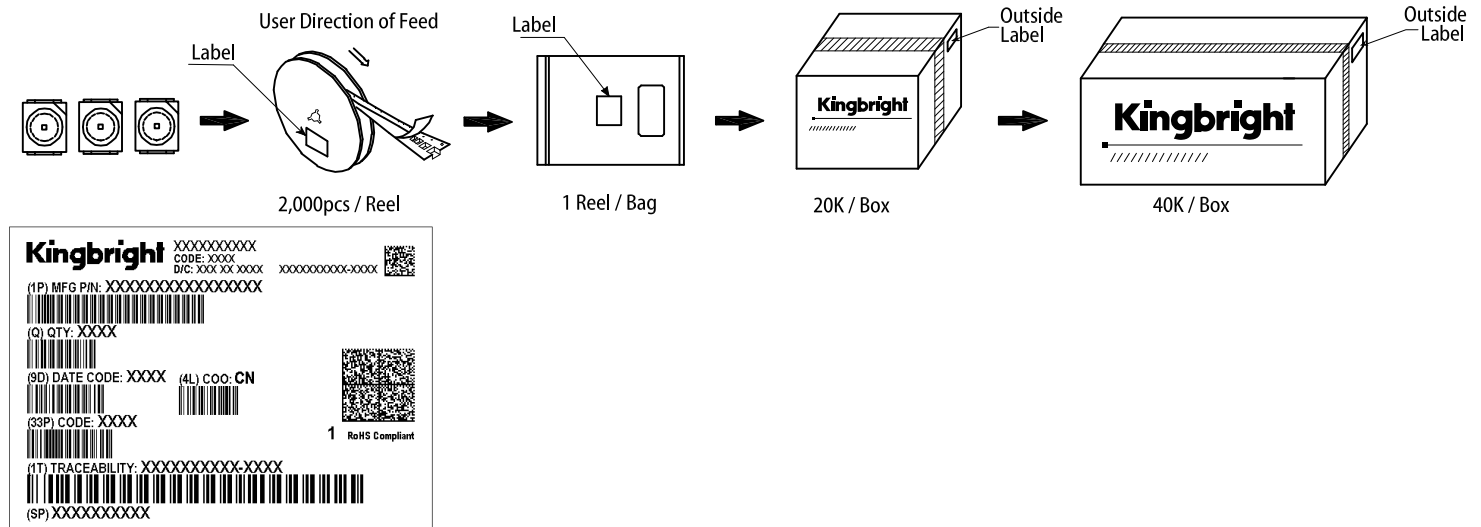 User Direction of Feed
Label
Label
Outside
Label
Outside
Label
Kingbright
Kingbright
2,000pcs / Reel
1 Reel / Bag
20K / Box
40K / Box
Kingbright
XXXXXXXXXX
CODE: XXXX
D/C: XXX XX XXXX XXXXXXXXXX-XXXX
(1P) MFG P/N: XXXXXXXXXXXXXXXX
(Q) QTY: XXXX
(9D) DATE CODE: XXXX (4L) COO: CN
(33P) CODE: XXXX
1 RoHS Compliant
(1T) TRACEABILITY: XXXXXXXXXX-XXXX
(SP) XXXXXXXXXX